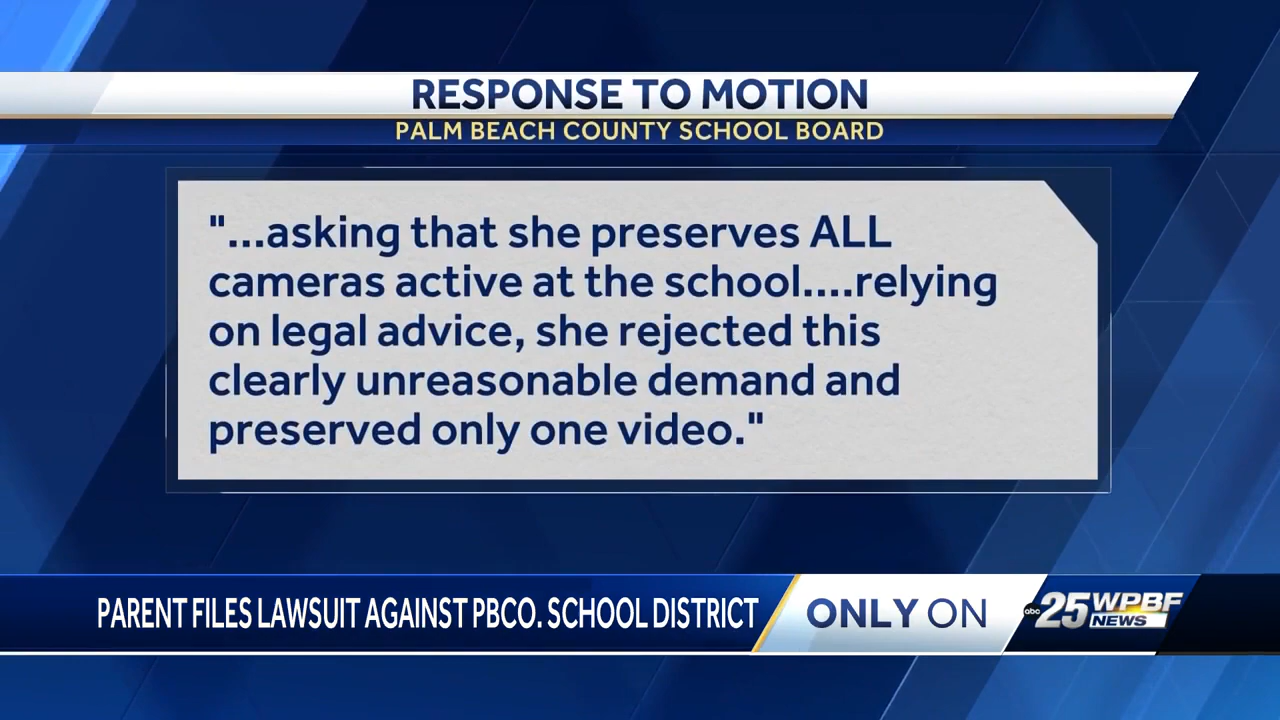 RESPONSE TO MOTION
PALM BEACH COUNTY SCHOOL BOARD
"...asking that she preserves ALL
cameras active at the school....relying
on legal advice, she rejected this
clearly unreasonable demand and
preserved only one video."
PARENT FILES LAWSUIT AGAINST PBCO. SCHOOL DISTRICT
ONLY ON
abc 25 WPBF
NEWS